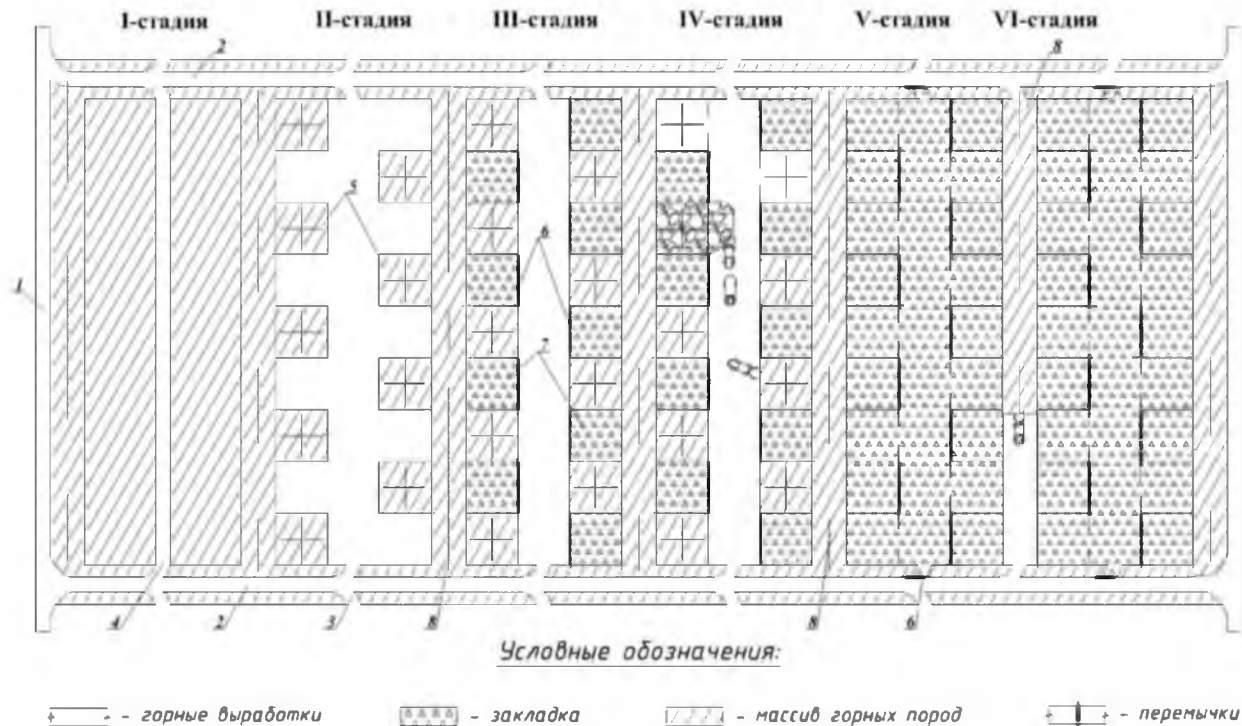 I-стадия II-стадия III-стадия IV-стадия V-стадия VI-стадия
2 8
5
6
1
7
4 2 3 8 8 6
Условные обозначения:
- горные выработки - закладка - массив горных пород - перемычки